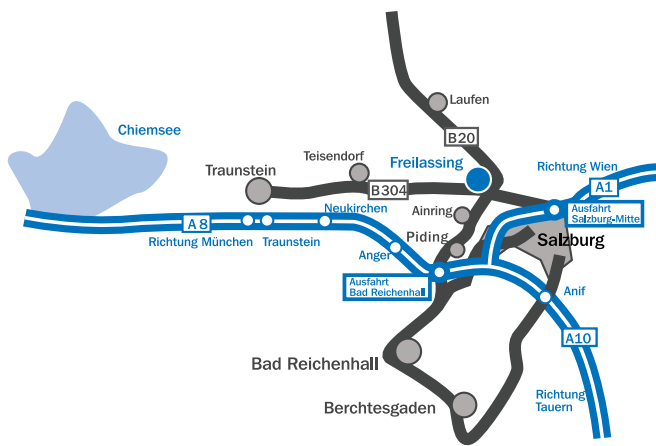 Laufen
Chiemsee
B20
Teisendorf
Freilassing
Richtung Wien
Traunstein
B304
A1
Neukirchen
Ainring
Ausfahrt
Salzburg-Mitte
A 8
Richtung München
Traunstein
Piding
Salzburg
Anger
Ausfahrt
Bad Reichenhall
Anif
A10
Bad Reichenhall
Richtung
Tauern
Berchtesgaden